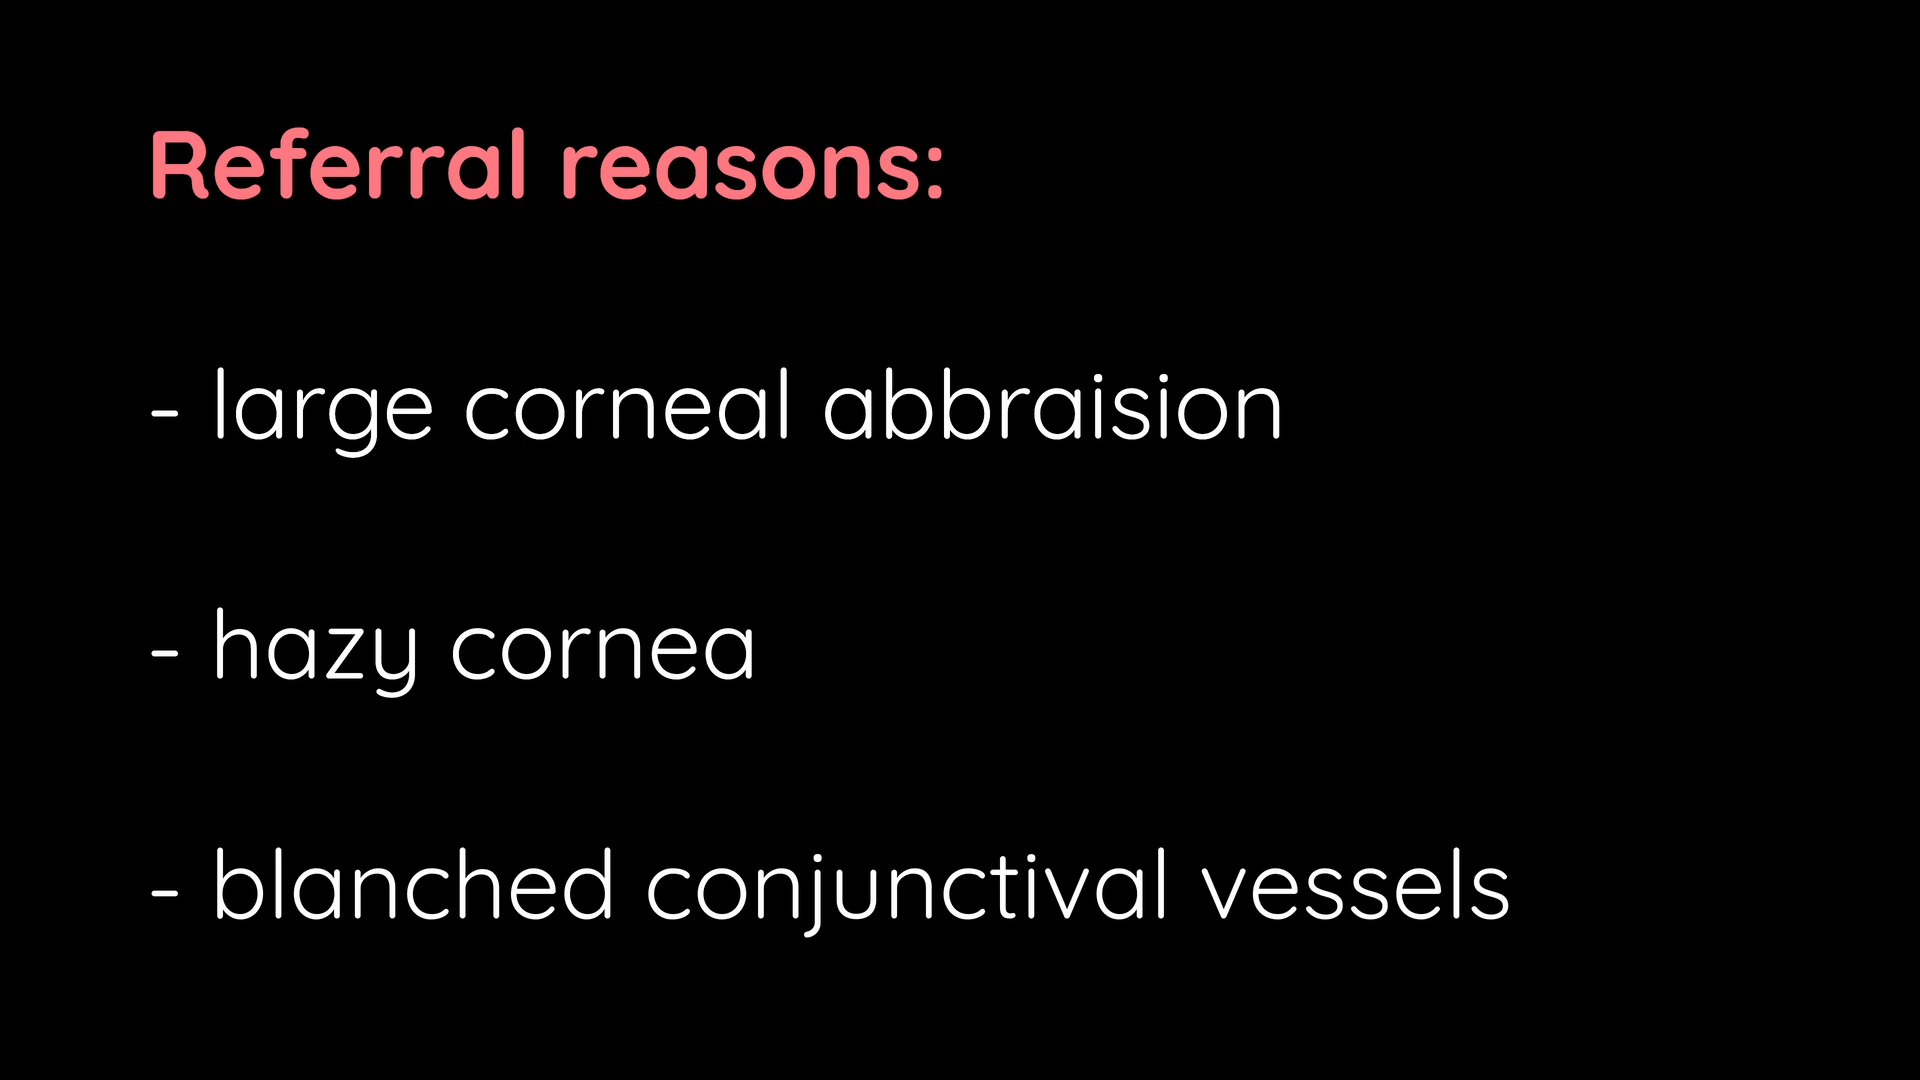 Referral reasons:
- large corneal abbraision
- hazy cornea
- blanched conjunctival vessels